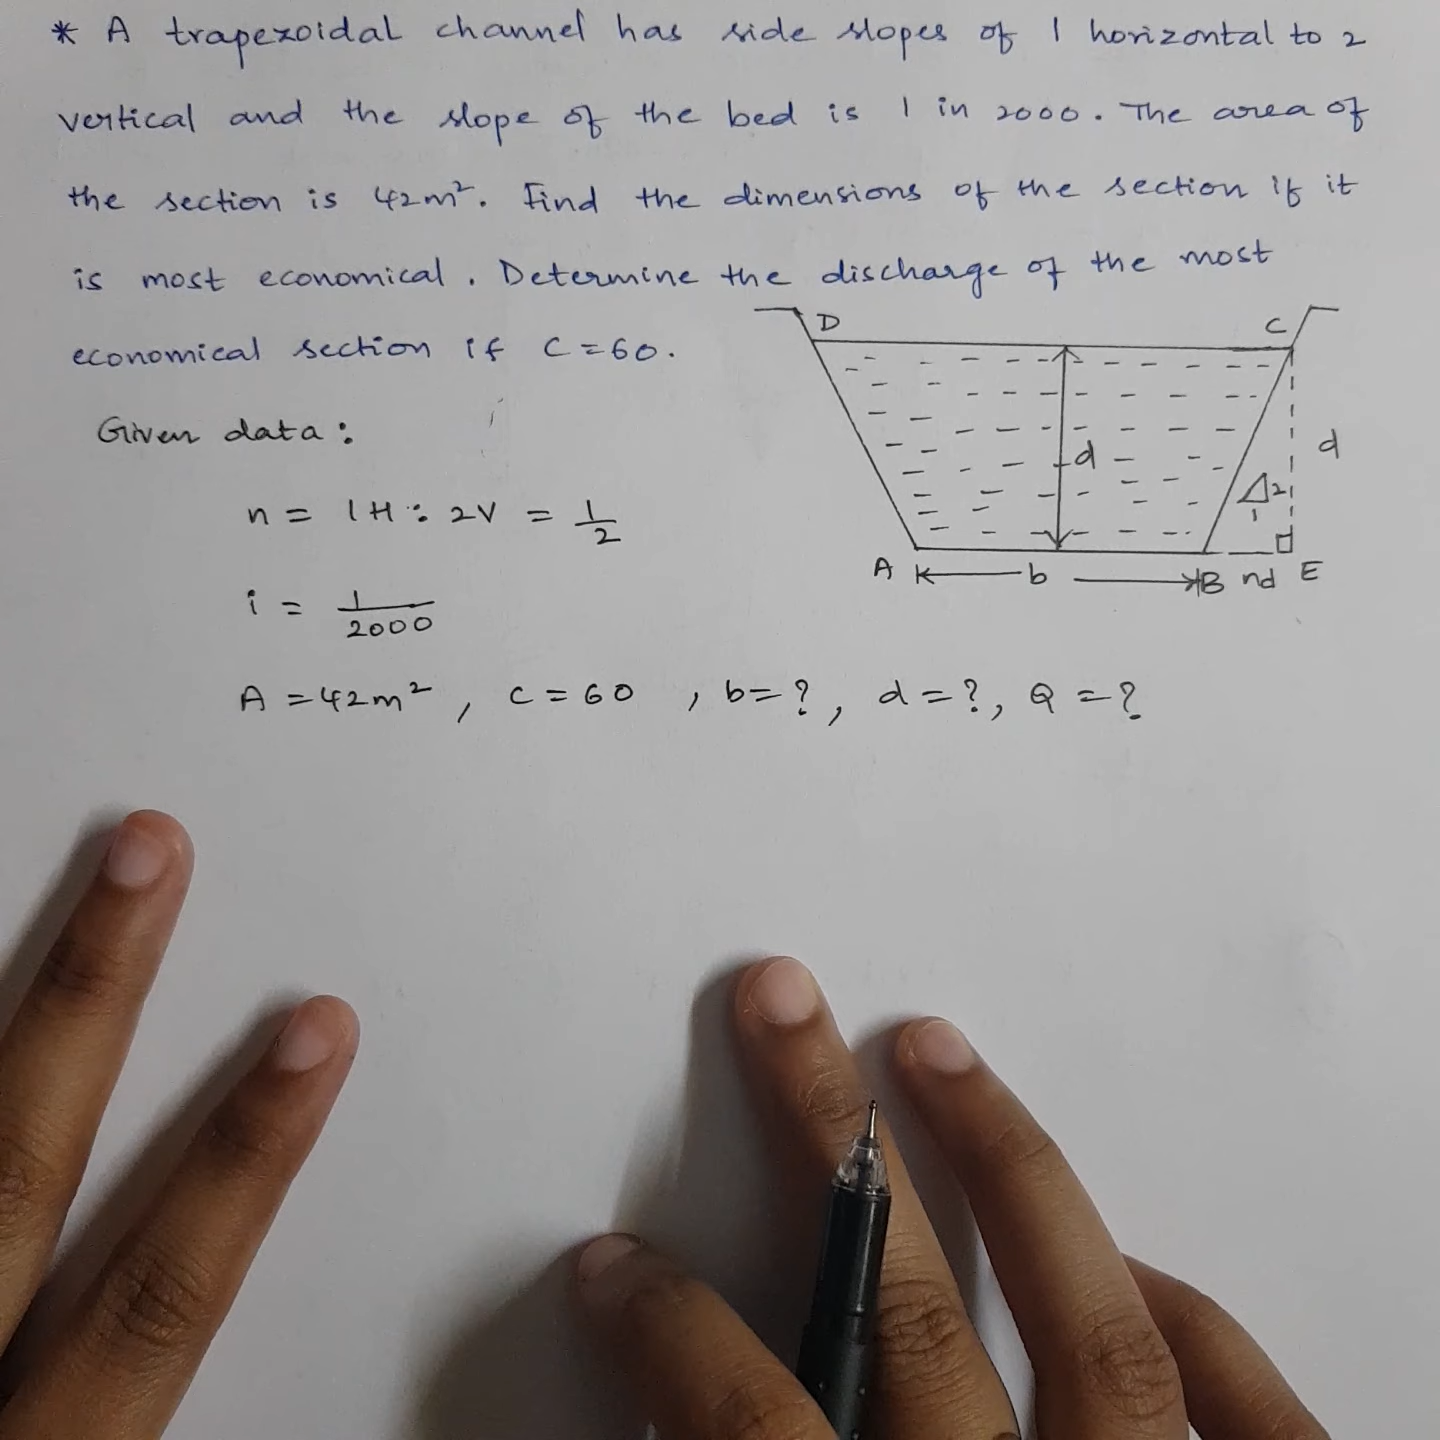 * A trapezoidal channel has side slopes of 1 horizontal to 2
vertical and the slope of the bed is 1 in 2000. The area of
the section is 42m². Find the dimensions of the section if it
is most economical. Determine the discharge of the most
economical section if C=60.
D C
Given data:
d d
n = 1H : 2V = 1/2
2
1
A b B nd E
i = 1/2000
A = 42m², C = 60, b=?, d=?, Q=?